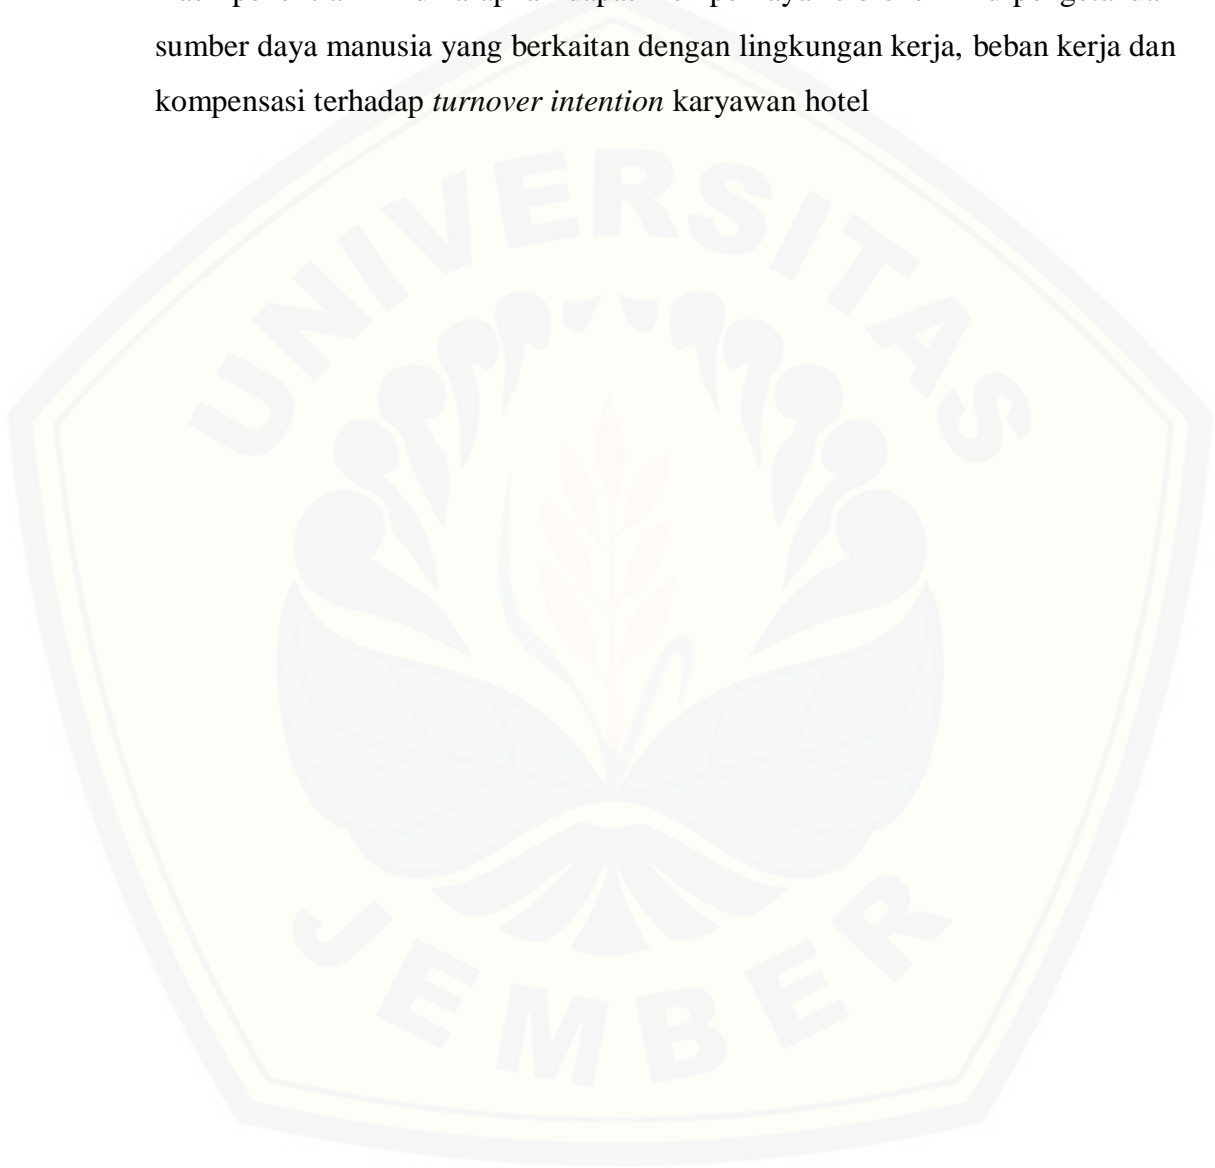 sumber daya manusia yang berkaitan dengan lingkungan kerja, beban kerja dan
kompensasi terhadap turnover intention karyawan hotel
UNIVERSITAS
JEMBER